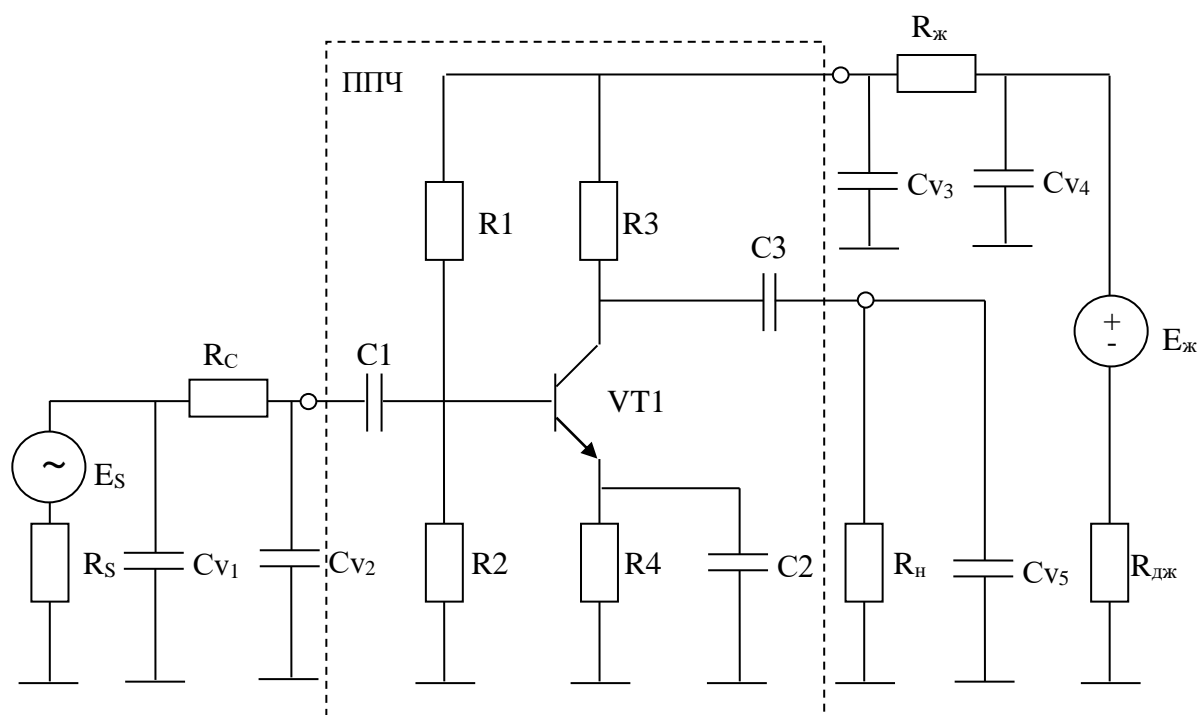 Rж
ППЧ
Cv3
Cv4
R1
R3
C3
+
-
Eж
RC
C1
VT1
~
ES
RS
Cv1
Cv2
R2
R4
C2
Rн
Cv5
Rдж